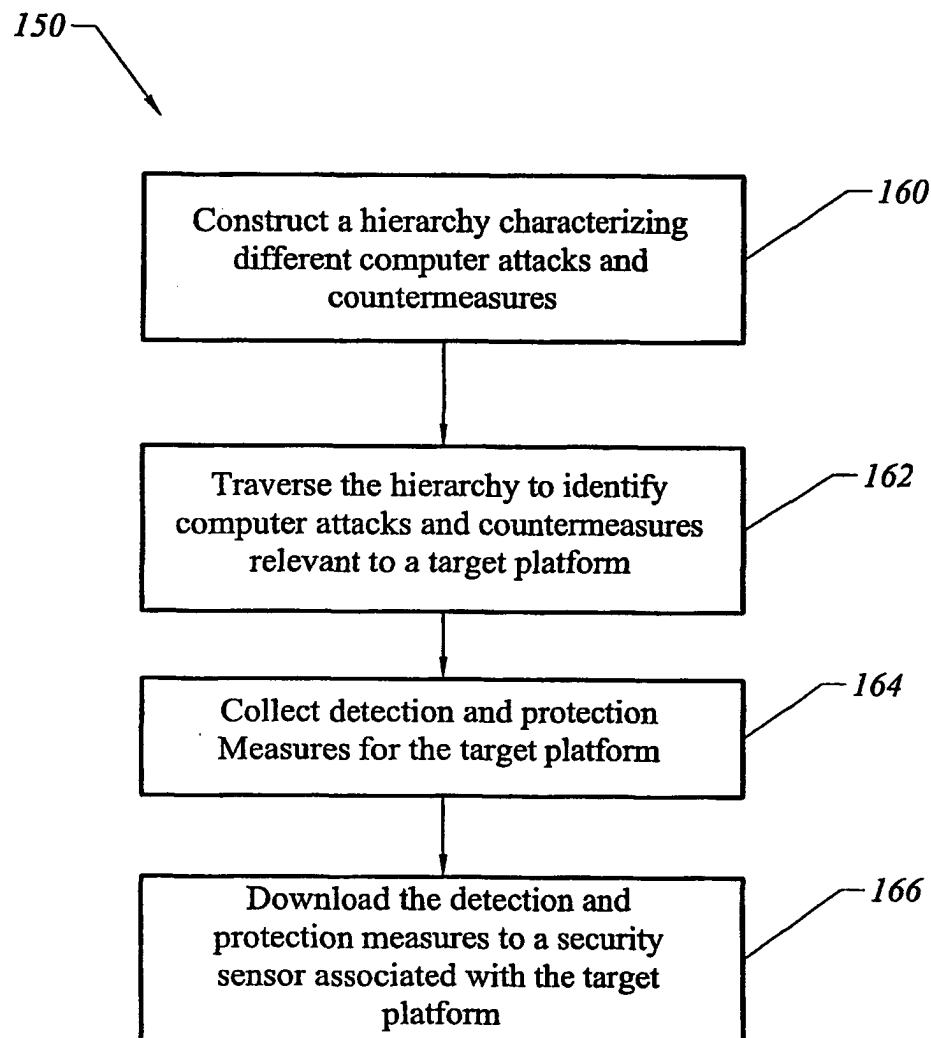 150
160
Construct a hierarchy characterizing
different computer attacks and
countermeasures
162
Traverse the hierarchy to identify
computer attacks and countermeasures
relevant to a target platform
164
Collect detection and protection
Measures for the target platform
166
Download the detection and
protection measures to a security
sensor associated with the target
platform